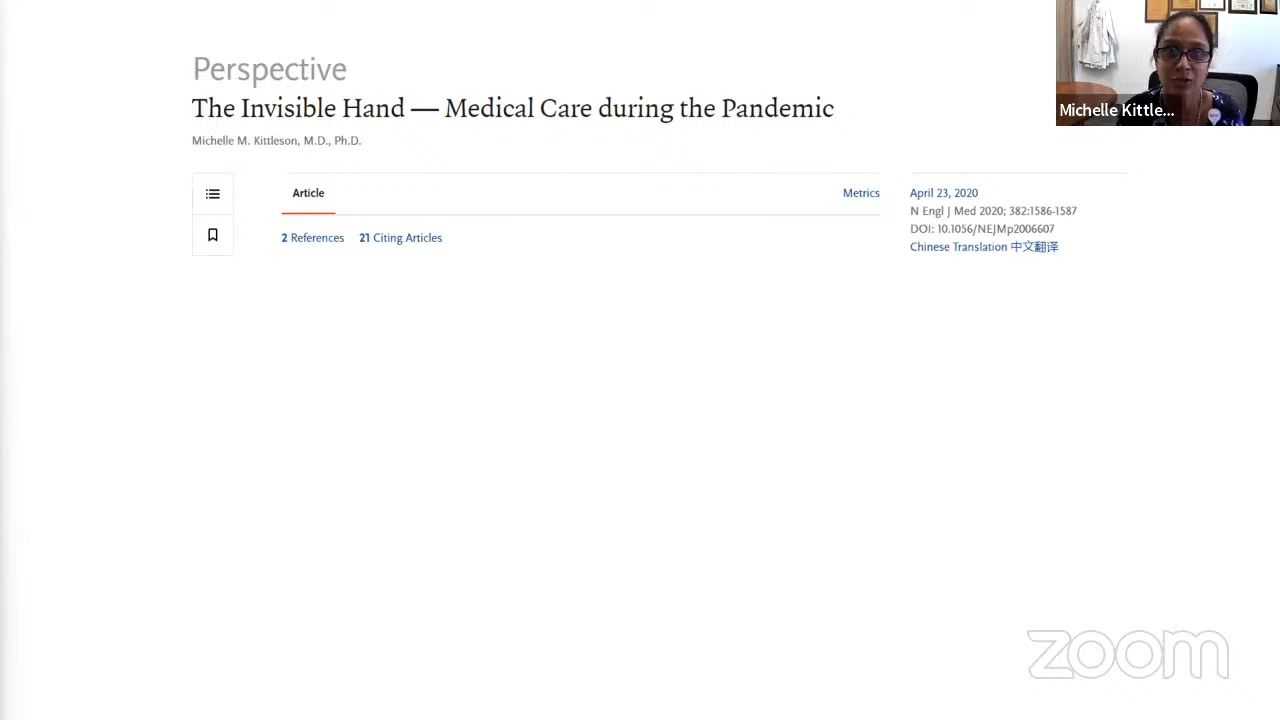 Perspective
The Invisible Hand — Medical Care during the Pandemic
Michelle M. Kittleson, M.D., Ph.D.
Article
Metrics
2 References 21 Citing Articles
April 23, 2020
N Engl J Med 2020; 382:1586-1587
DOI: 10.1056/NEJMp2006607
Chinese Translation 中文翻译
Michelle Kittle...
zoom